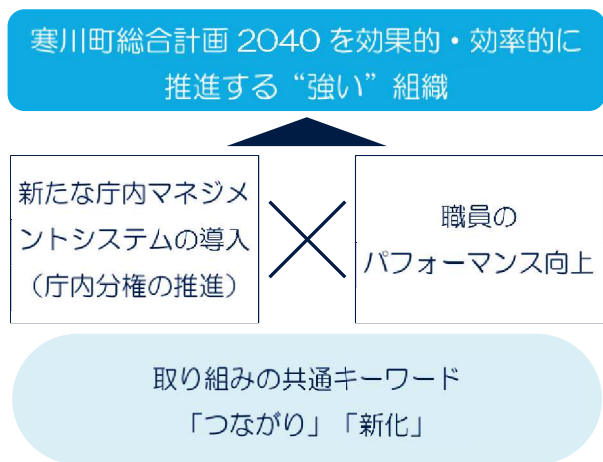 寒川町総合計画 2040 を効果的・効率的に
推進する“強い”組織
新たな庁内マネジメ
ントシステムの導入
（庁内分権の推進）
職員の
パフォーマンス向上
取り組みの共通キーワード
「つながり」「新化」